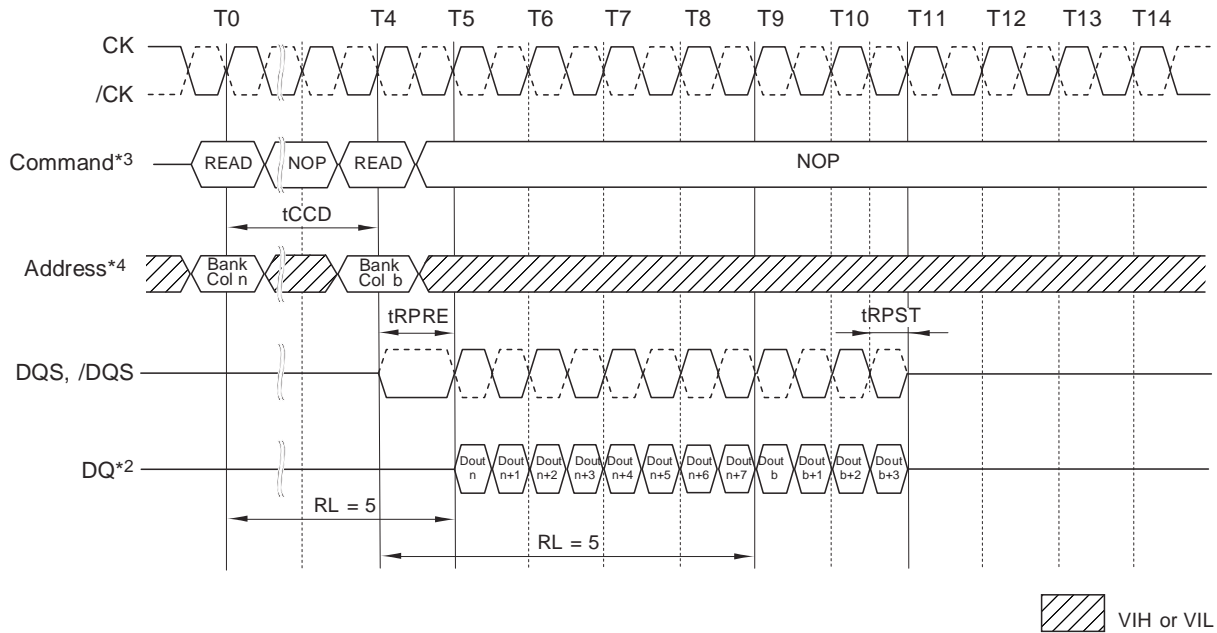 T0 T4 T5 T6 T7 T8 T9 T10 T11 T12 T13 T14
CK
/CK
Command*3
READ NOP READ NOP
tCCD
Address*4
Bank
Col n
Bank
Col b
tRPRE
tRPST
DQS, /DQS
DQ*2
Dout
n
Dout
n+1
Dout
n+2
Dout
n+3
Dout
n+4
Dout
n+5
Dout
n+6
Dout
n+7
Dout
b
Dout
b+1
Dout
b+2
Dout
b+3
RL = 5
RL = 5
VIH or VIL